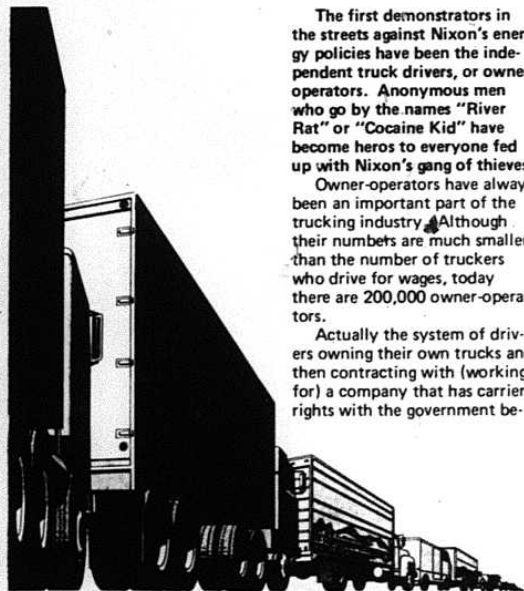 The first demonstrators in
the streets against Nixon's ener
gy policies have been the inde-
pendent truck drivers, or owne
operators. Anonymous men
who go by the names "River
Rat" or "Cocaine Kid" have
become heros to everyone fed
up with Nixon's gang of thieves
Owner-operators have alway
been an important part of the
trucking industry. Although
their numbers are much smaller
than the number of truckers
who drive for wages, today
there are 200,000 owner-opera
tors.
Actually the system of driv-
ers owning their own trucks an
then contracting with (working
for) a company that has carrier
rights with the government be-